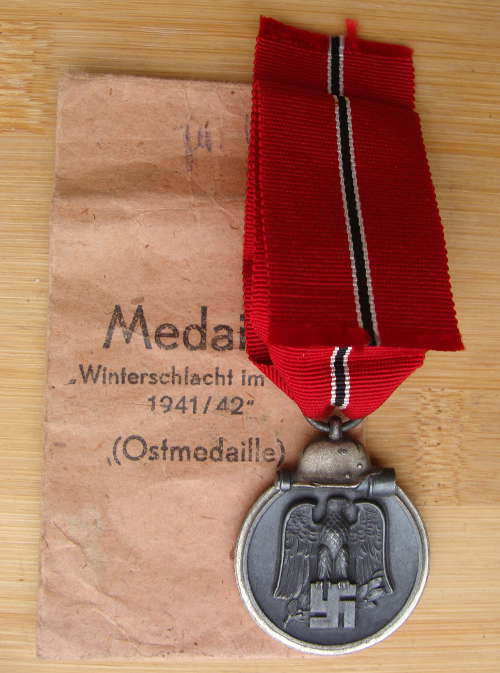 Medai
„Winterschlacht im
1941/42"
„(Ostmedaille)